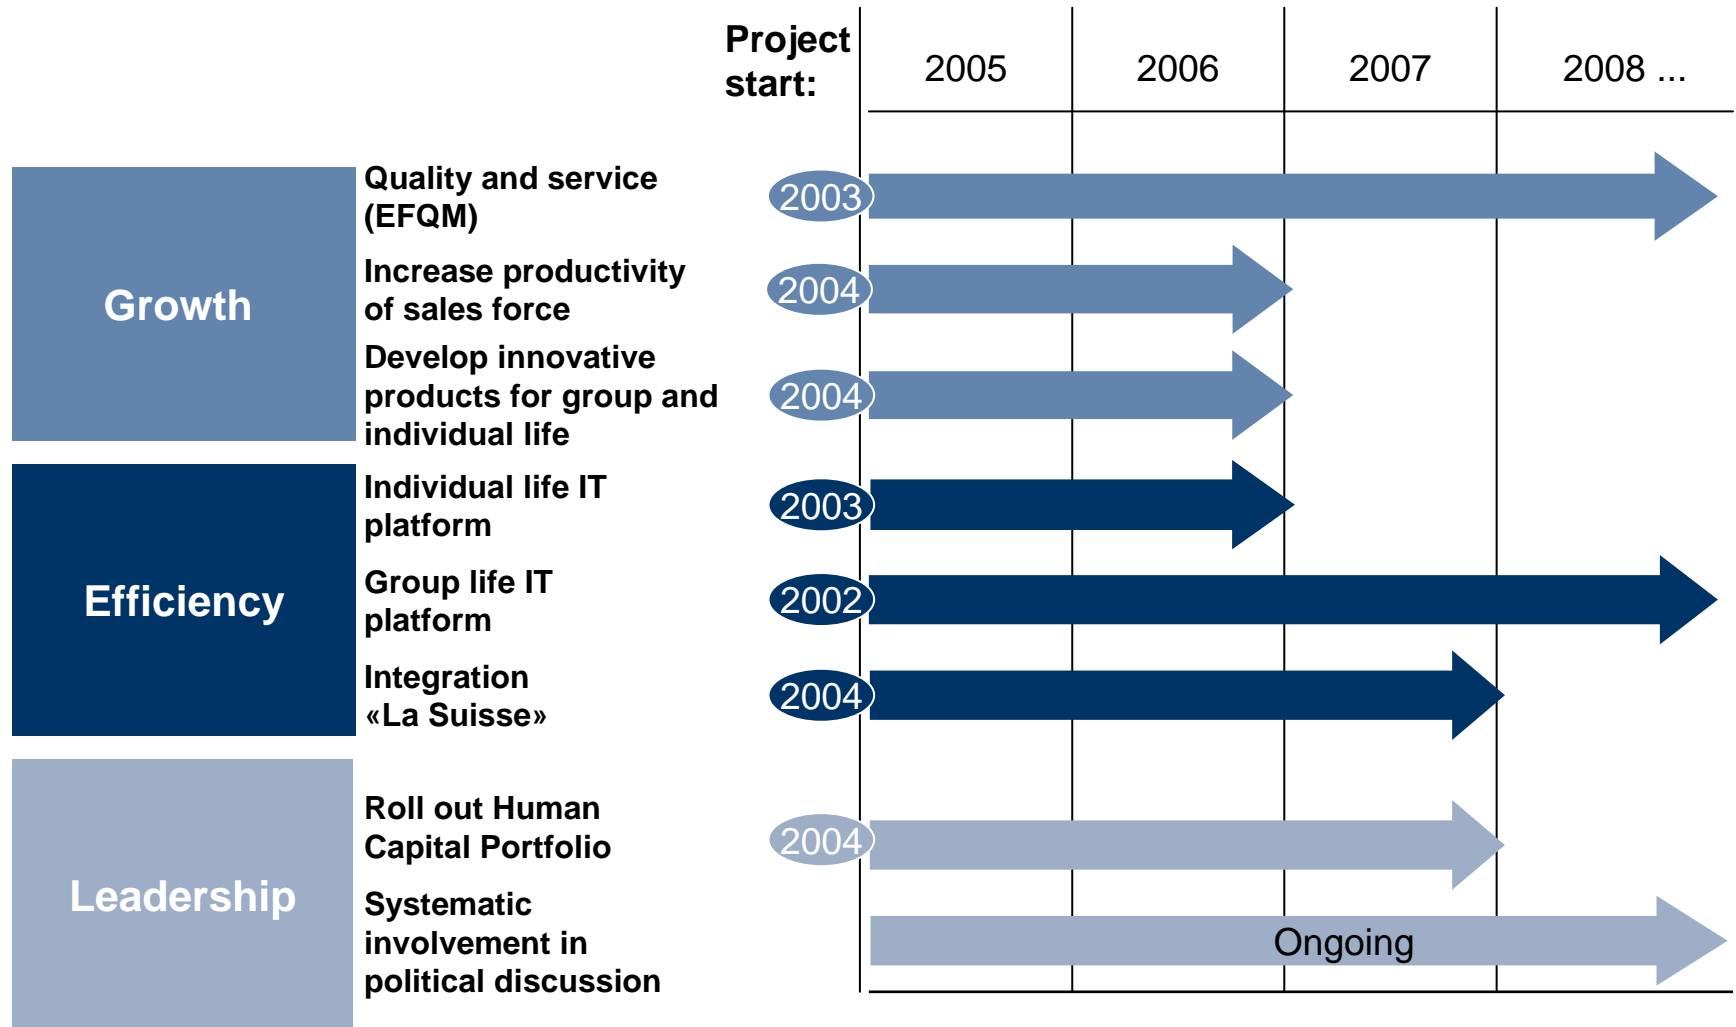 Project
start:
2005
2006
2007
2008 ...
Growth
Quality and service
(EFQM)
2003
Increase productivity
of sales force
2004
Develop innovative
products for group and
individual life
2004
Efficiency
Individual life IT
platform
2003
Group life IT
platform
2002
Integration
«La Suisse»
2004
Leadership
Roll out Human
Capital Portfolio
2004
Systematic
involvement in
political discussion
Ongoing